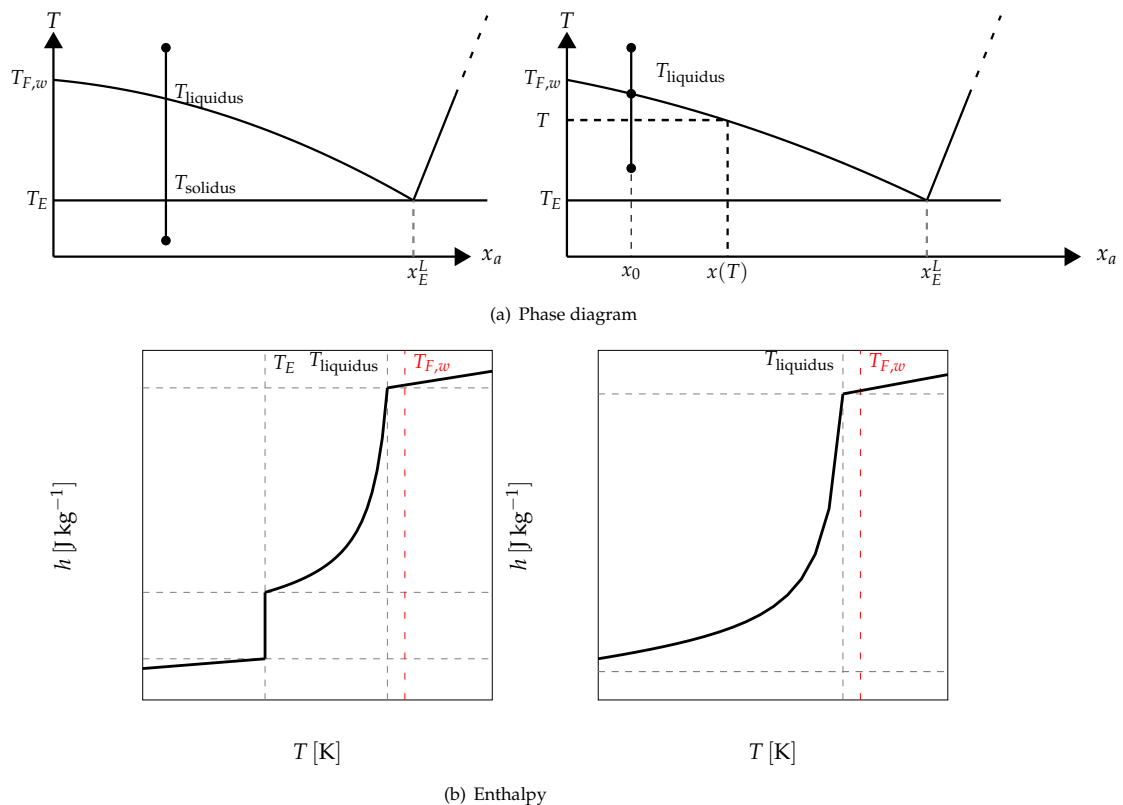 T
T_{F,w}
T_{liquidus}
T_{solidus}
T_E
x_E^L
x_a
T
T_{F,w}
T_{liquidus}
T
T_E
x_0
x(T)
x_E^L
x_a
(a) Phase diagram
T_E
T_{liquidus}
T_{F,w}
h [J kg^{−1}]
T [K]
T_{liquidus}
T_{F,w}
h [J kg^{−1}]
T [K]
(b) Enthalpy